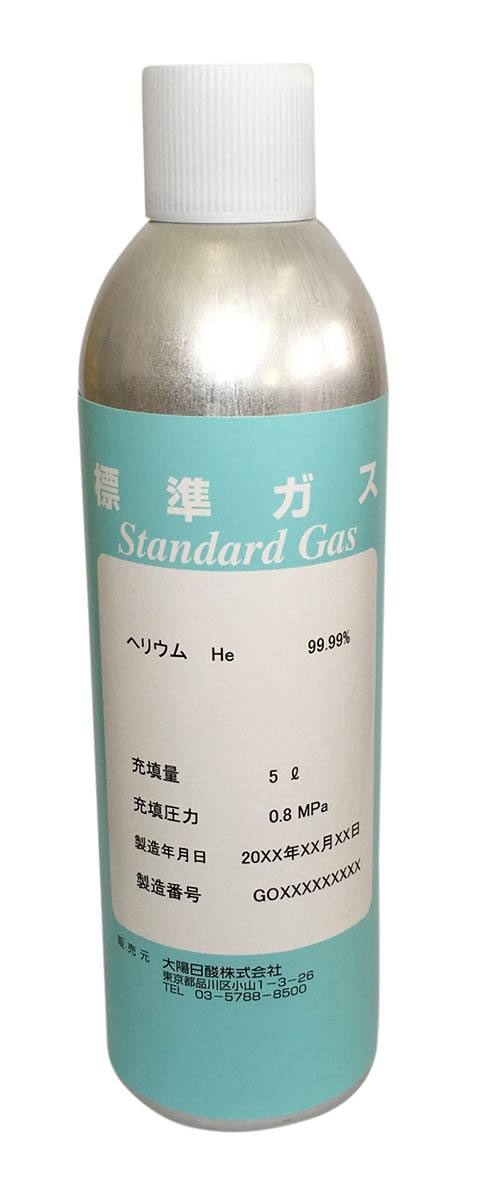 標準ガス
Standard Gas
ヘリウム He 99.99%
充填量 5 ℓ
充填圧力 0.8 MPa
製造年月日 20XX年XX月XX日
製造番号 GOXXXXXXXXX
販売元 大陽日酸株式会社
東京都品川区小山1-3-26
TEL 03-5788-8500